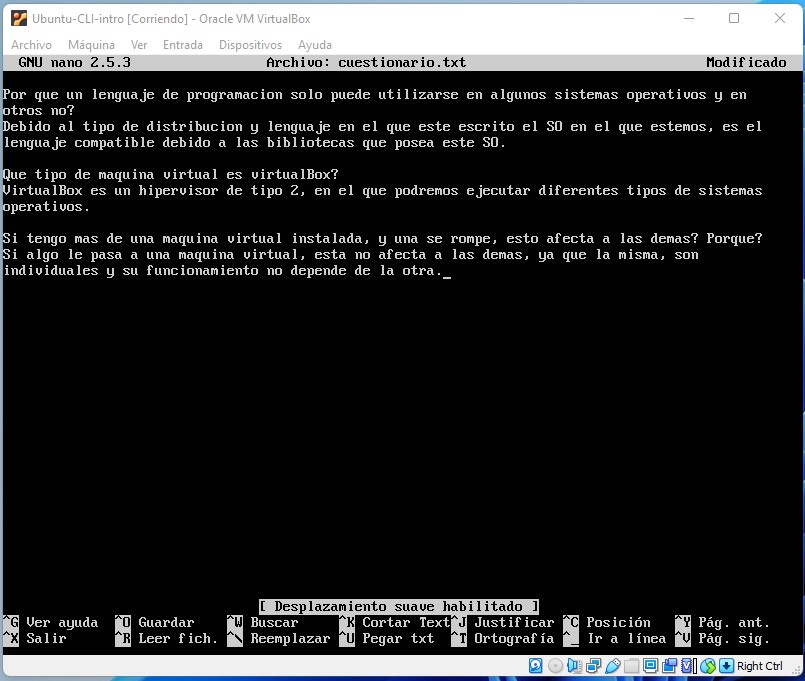 Ubuntu-CLI-intro [Corriendo] - Oracle VM VirtualBox
Archivo Máquina Ver Entrada Dispositivos Ayuda
GNU nano 2.5.3 Archivo: cuestionario.txt Modificado
Por que un lenguaje de programacion solo puede utilizarse en algunos sistemas operativos y en
otros no?
Debido al tipo de distribucion y lenguaje en el que este escrito el SO en el que estemos, es el
lenguaje compatible debido a las bibliotecas que posea este SO.
Que tipo de maquina virtual es virtualBox?
VirtualBox es un hipervisor de tipo 2, en el que podremos ejecutar diferentes tipos de sistemas
operativos.
Si tengo mas de una maquina virtual instalada, y una se rompe, esto afecta a las demas? Porque?
Si algo le pasa a una maquina virtual, esta no afecta a las demas, ya que la misma, son
individuales y su funcionamiento no depende de la otra._
[ Desplazamiento suave habilitado ]
^G Ver ayuda ^O Guardar ^W Buscar ^K Cortar Text^J Justificar ^C Posición ^Y Pág. ant.
^X Salir ^R Leer fich. ^\ Reemplazar ^U Pegar txt ^T Ortografía ^_ Ir a línea ^V Pág. sig.
Right Ctrl